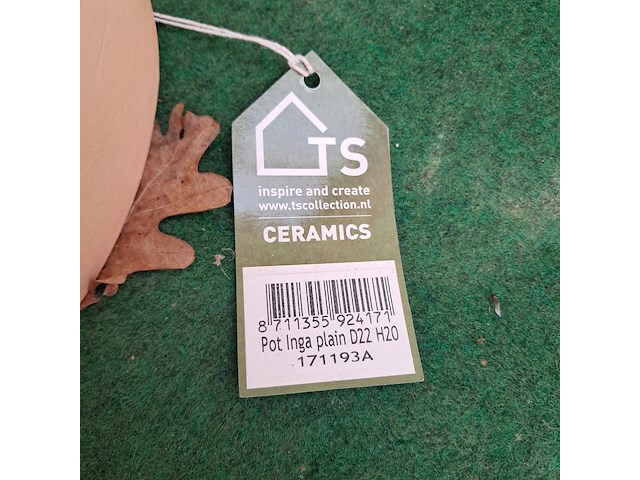 TS
inspire and create
www.tscollection.nl
CERAMICS
8 711355 924171
Pot Inga plain D22 H20
171193A